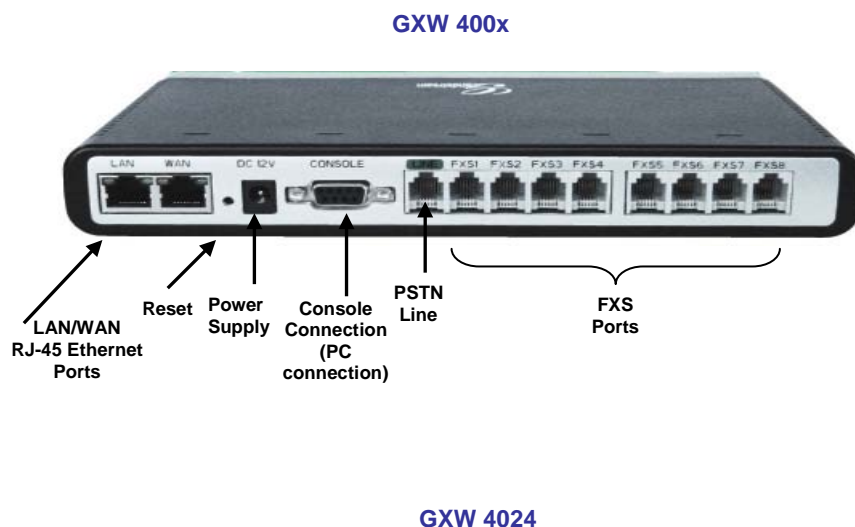 GXW 400x
Grandstream
LAN WAN DC 12V CONSOLE LINE FXS1 FXS2 FXS3 FXS4 FXS5 FXS6 FXS7 FXS8
LAN/WAN
RJ-45 Ethernet
Ports
Reset
Power
Supply
Console
Connection
(PC
connection)
PSTN
Line
FXS
Ports
GXW 4024